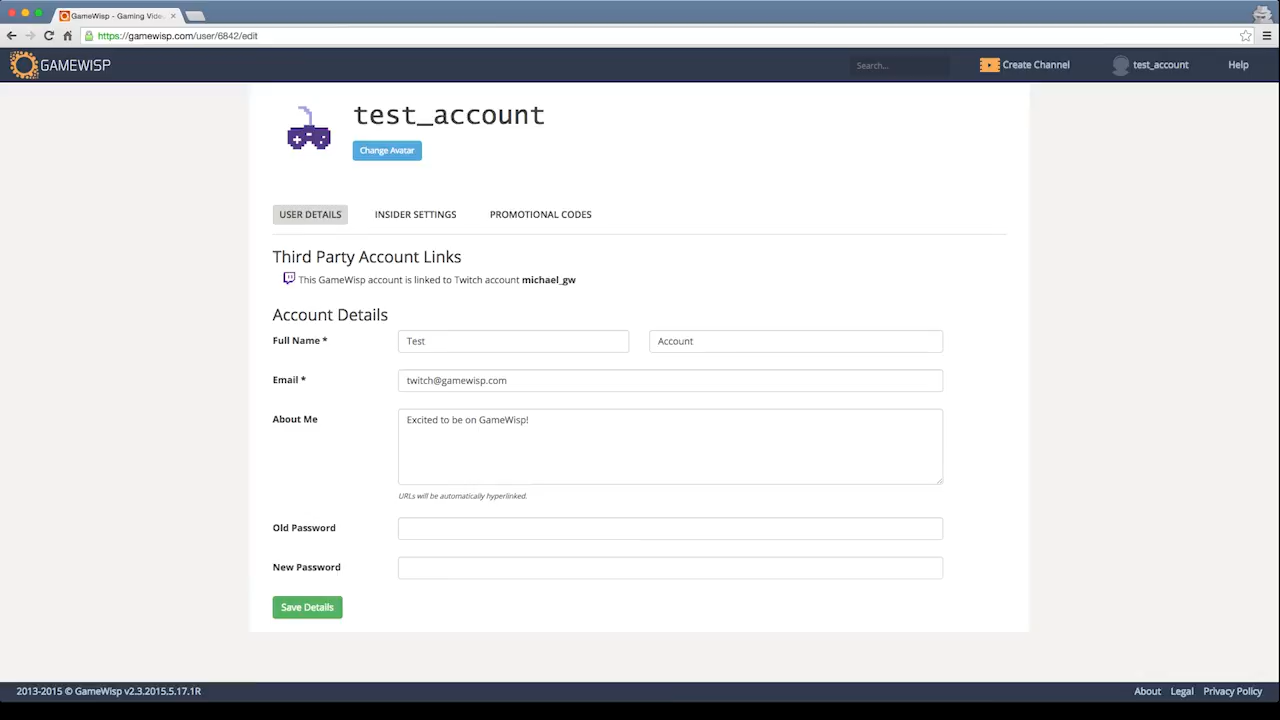 GameWisp - Gaming Vide
https://gamewisp.com/user/6842/edit
GAMEWISP
Search...
Create Channel
test_account
Help
test_account
Change Avatar
USER DETAILS
INSIDER SETTINGS
PROMOTIONAL CODES
Third Party Account Links
This GameWisp account is linked to Twitch account michael_gw
Account Details
Full Name *
Test
Account
Email *
twitch@gamewisp.com
About Me
Excited to be on GameWisp!
URLs will be automatically hyperlinked.
Old Password
New Password
Save Details
2013-2015 © GameWisp v2.3.2015.5.17.1R
About
Legal
Privacy Policy